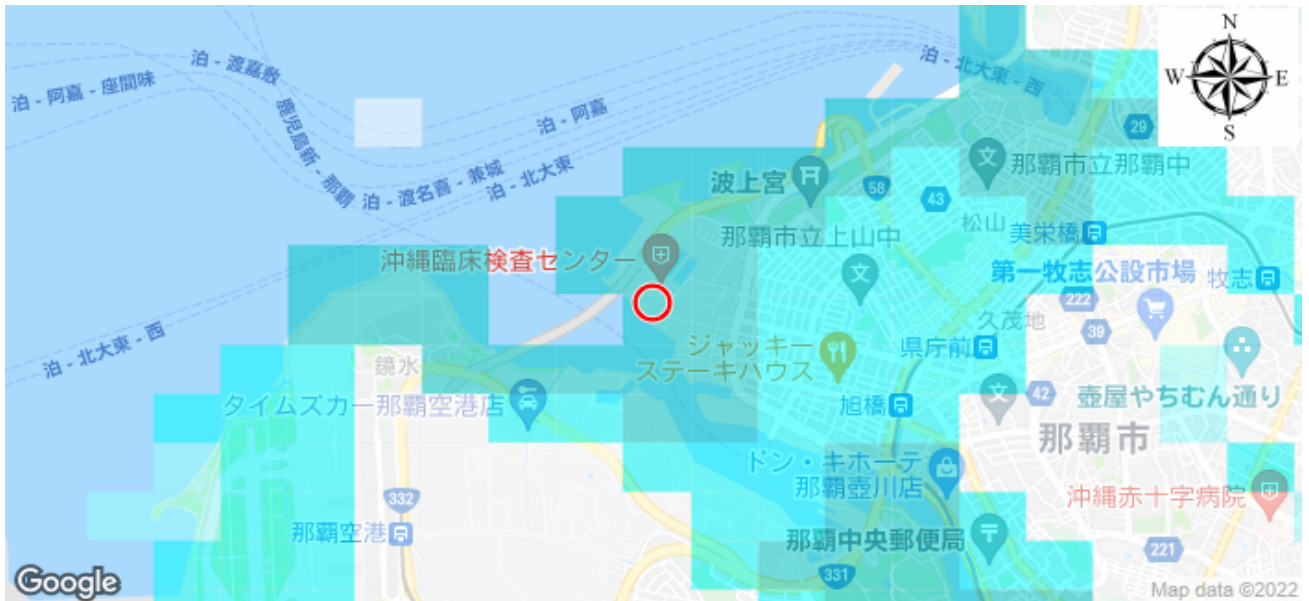 N
W
E
S
泊 - 渡嘉敷
泊 - 阿嘉 - 座間味
鹿児島新 - 那覇
泊 - 阿嘉
泊 - 渡名喜 - 兼城
泊 - 北大東
泊 - 北大東 - 西
29
那覇市立那覇中
波上宮
58
43
松山
那覇市立上山中
美栄橋
沖縄臨床検査センター
第一牧志公設市場
牧志
222
久茂地
39
泊 - 北大東 - 西
鏡水
ジャッキー
ステーキハウス
県庁前
タイムズカー那覇空港店
旭橋
42
壺屋やちむん通り
那覇市
ドン・キホーテ
那覇壺川店
332
沖縄赤十字病院
那覇空港
那覇中央郵便局
221
331
Google
Map data ©2022